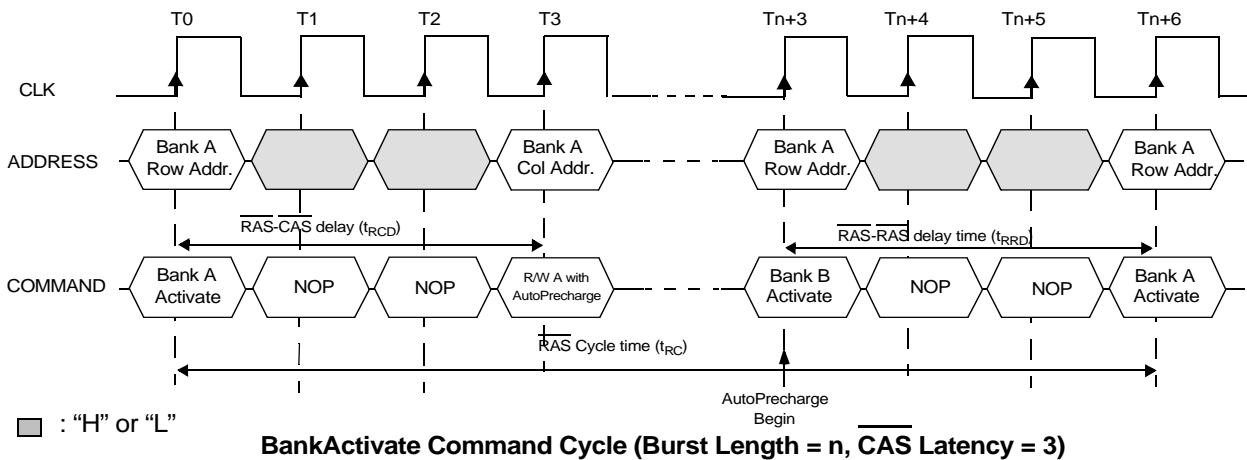 T0 T1 T2 T3 Tn+3 Tn+4 Tn+5 Tn+6
CLK
ADDRESS
Bank A
Row Addr.
Bank A
Col Addr.
Bank A
Row Addr.
Bank A
Row Addr.
RAS-CAS delay (tRCD)
RAS-RAS delay time (tRRD)
COMMAND
Bank A
Activate
NOP
NOP
R/W A with
AutoPrecharge
Bank B
Activate
NOP
NOP
Bank A
Activate
RAS Cycle time (tRC)
AutoPrecharge
Begin
: “H” or “L”
BankActivate Command Cycle (Burst Length = n, CAS Latency = 3)